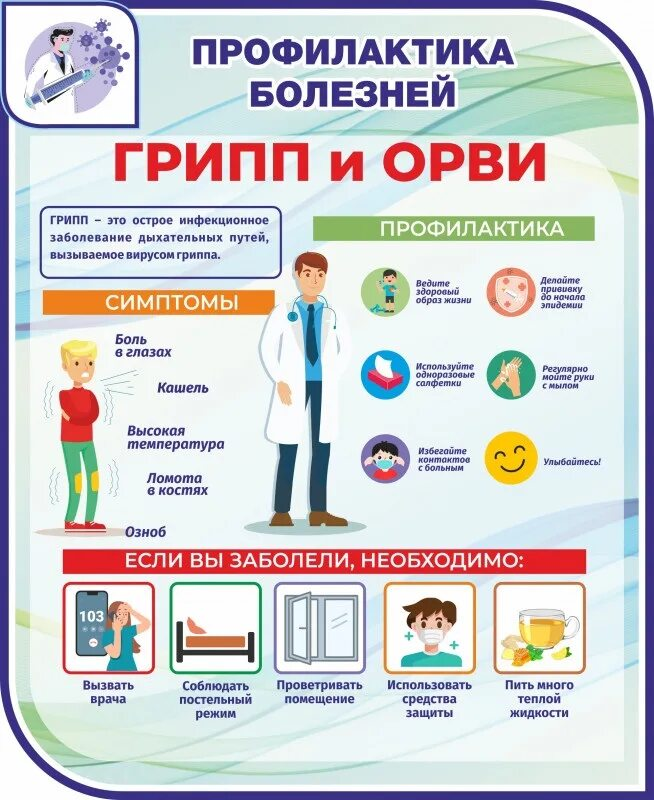 ПРОФИЛАКТИКА
БОЛЕЗНЕЙ
ГРИПП и ОРВИ
ГРИПП – это острое инфекционное
заболевание дыхательных путей,
вызываемое вирусом гриппа.
СИМПТОМЫ
Боль
в глазах
Кашель
Высокая
температура
Ломота
в костях
Озноб
ПРОФИЛАКТИКА
Ведите
здоровый
образ жизни
Делайте
прививку
до начала
эпидемии
Используйте
одноразовые
салфетки
Регулярно
мойте руки
с мылом
Избегайте
контактов
с больным
Улыбайтесь!
ЕСЛИ ВЫ ЗАБОЛЕЛИ, НЕОБХОДИМО:
103
Вызвать
врача
Соблюдать
постельный
режим
Проветривать
помещение
Использовать
средства
защиты
Пить много
теплой
жидкости